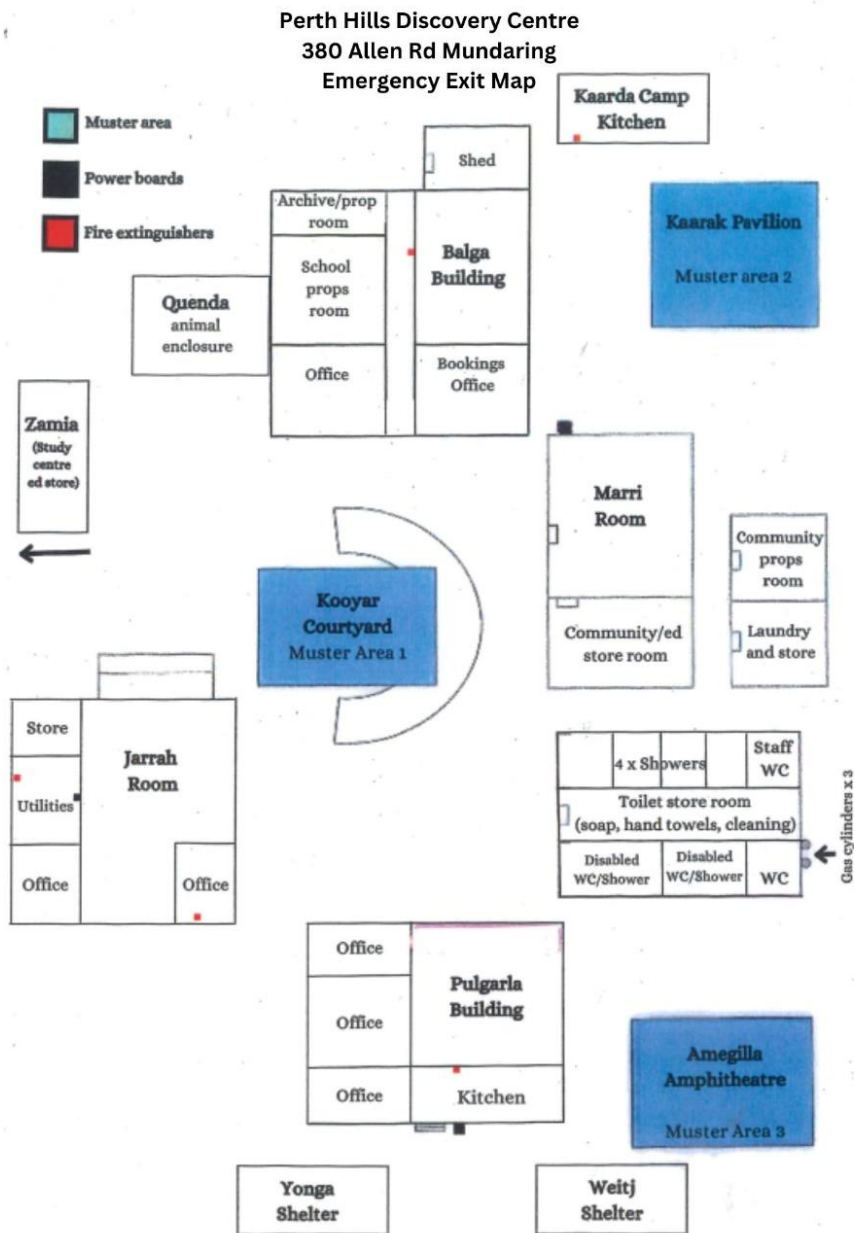 Perth Hills Discovery Centre
380 Allen Rd Mundaring
Emergency Exit Map
Muster area
Power boards
Fire extinguishers
Kaarda Camp
Kitchen
Shed
Archive/prop
room
School
props
room
Balga
Building
Kaarak Pavilion
Muster area 2
Quenda
animal
enclosure
Office
Bookings
Office
Zamia
(Study
centre
ed store)
Marri
Room
Community/ed
store room
Community
props
room
Laundry
and store
Kooyar
Courtyard
Muster Area 1
Store
Utilities
Office
Jarrah
Room
Office
4 x Showers
Staff
WC
Toilet store room
(soap, hand towels, cleaning)
Disabled
WC/Shower
Disabled
WC/Shower
WC
Gas cylinders x 3
Office
Office
Office
Pulgarla
Building
Kitchen
Amegilla
Amphitheatre
Muster Area 3
Yonga
Shelter
Weitj
Shelter